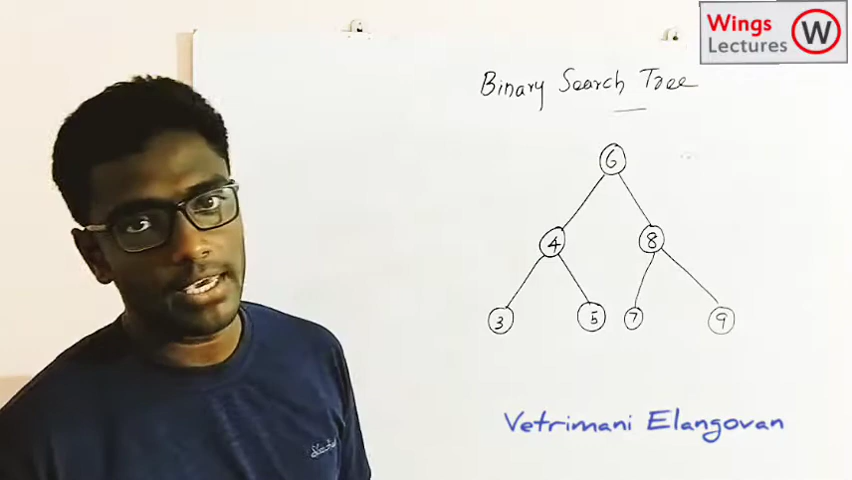 Wings
Lectures
W
Binary Search Tree
6
4 8
3 5 7 9
Vetrimani Elangovan